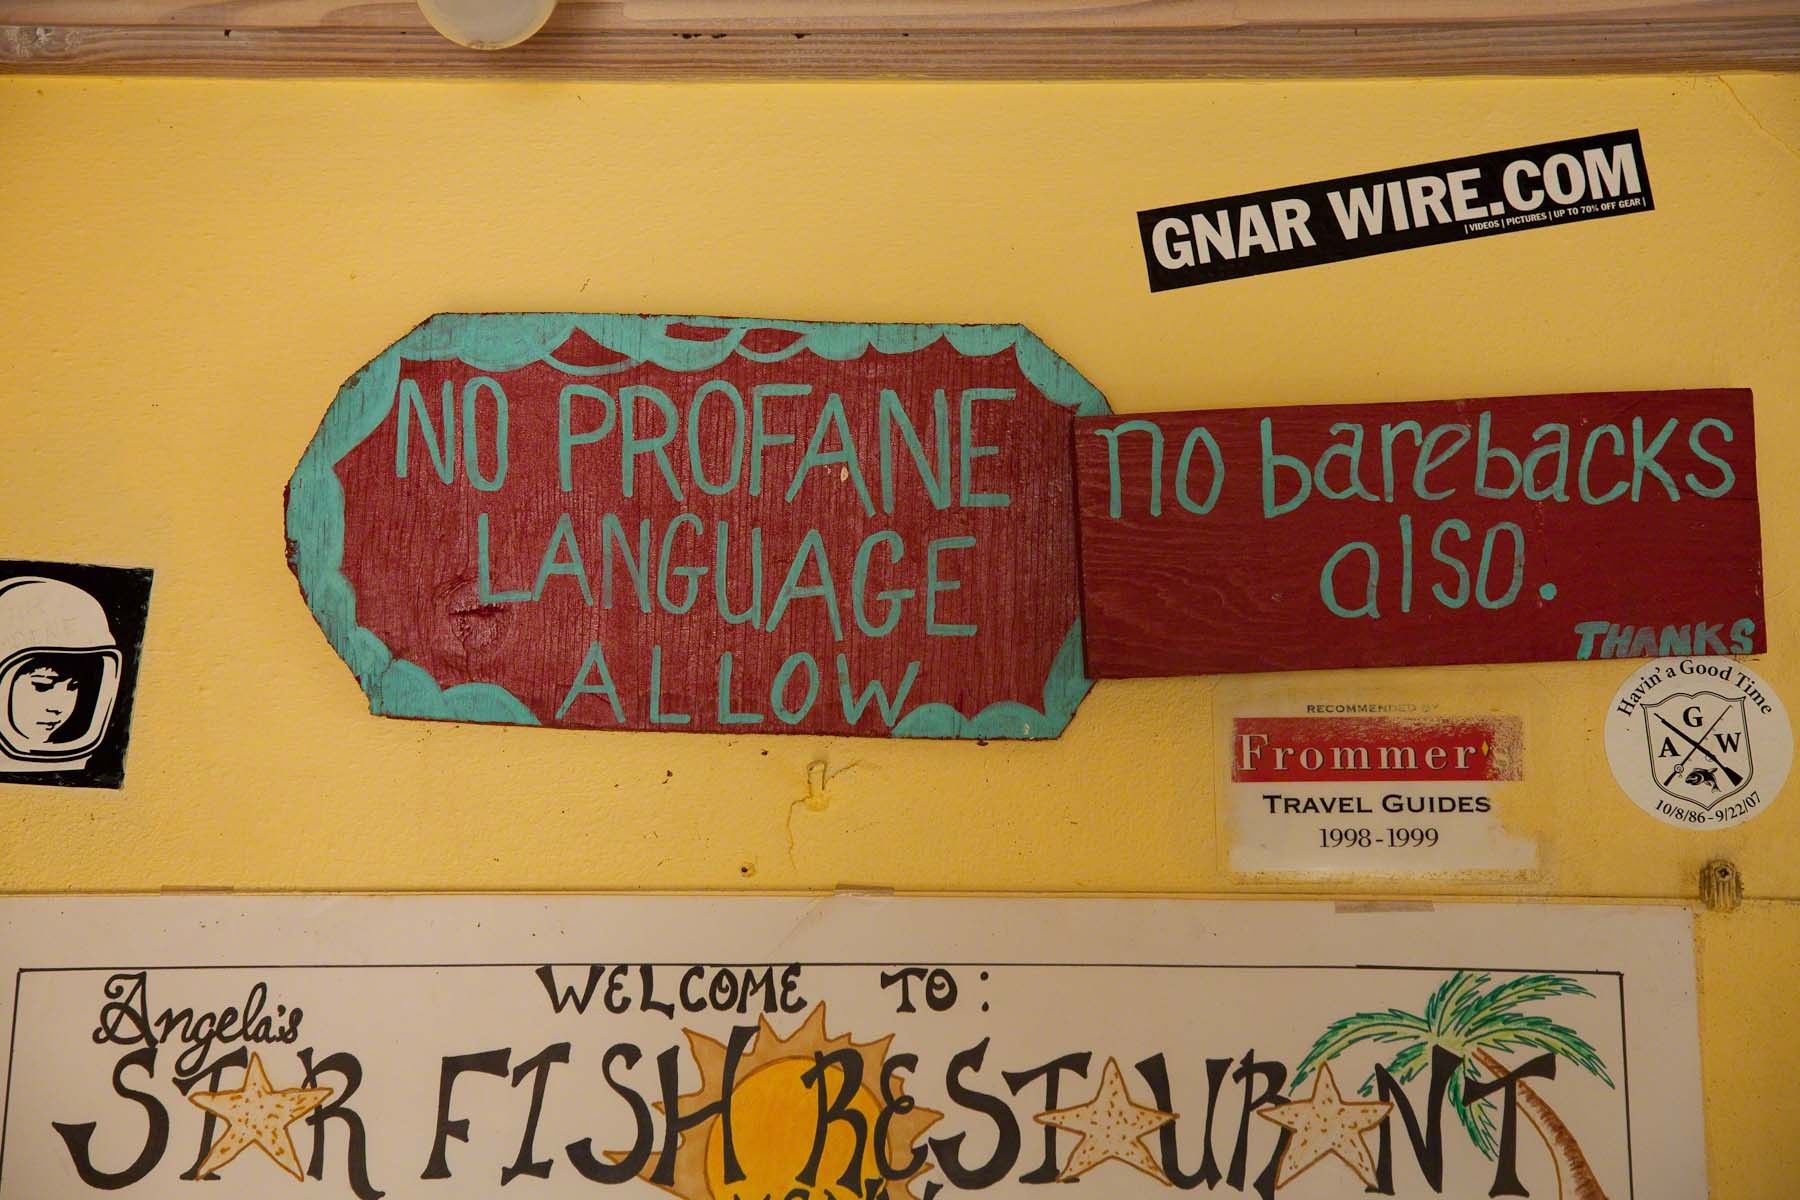 GNAR WIRE.COM
| VIDEOS | PICTURES | UP TO 70% OFF GEAR |
NO PROFANE
LANGUAGE
ALLOW
no barebacks
also.
THANKS
RECOMMENDED BY
Frommer's
TRAVEL GUIDES
1998-1999
Havin' a Good Time
G
A W
10/8/86 - 9/22/07
WELCOME TO:
Angela's
STAR FISH RESTAURANT